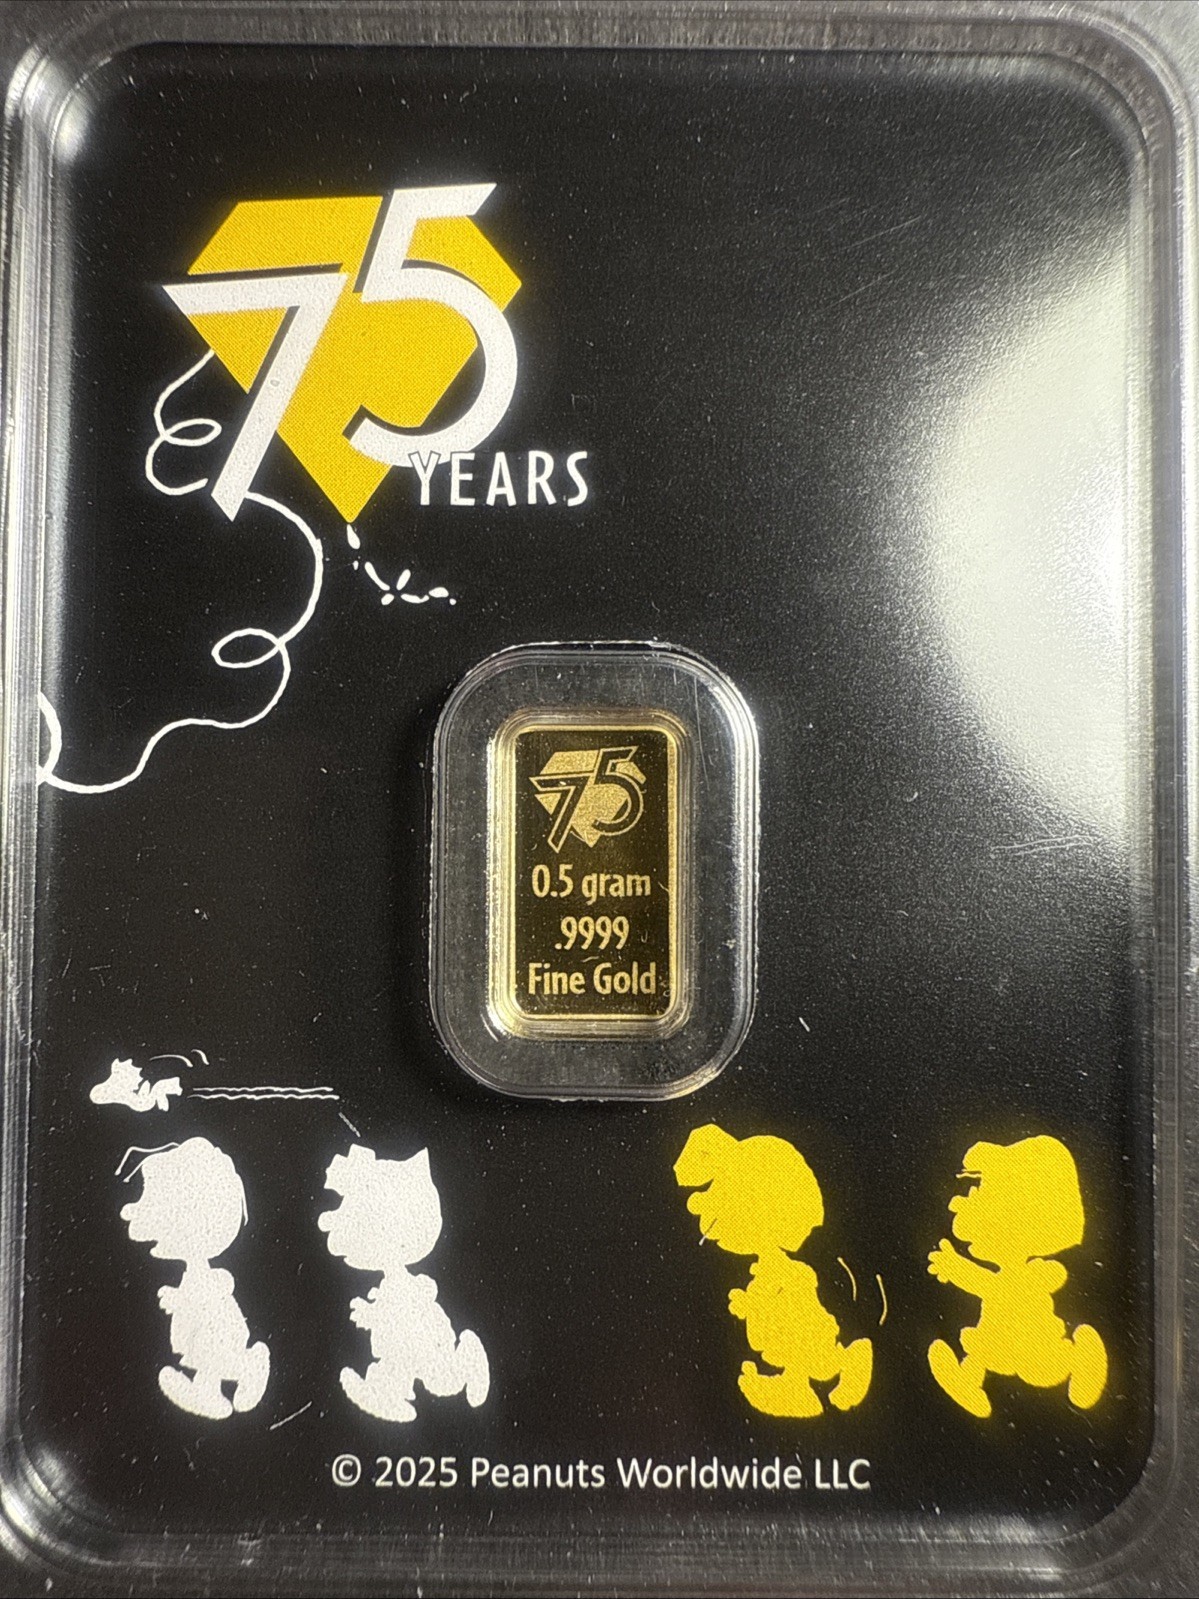 75
YEARS
75
0.5 gram
.9999
Fine Gold
© 2025 Peanuts Worldwide LLC